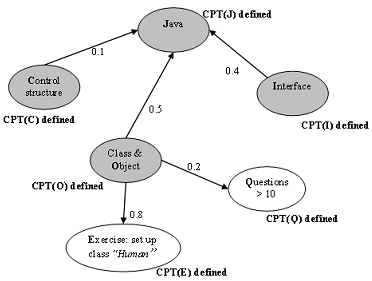 Java
CPT(J) defined
0.1
Control
structure
CPT(C) defined
0.4
Interface
CPT(I) defined
0.5
Class &
Object
CPT(O) defined
0.2
Questions
> 10
CPT(Q) defined
0.8
Exercise: set up
class “Human”
CPT(E) defined